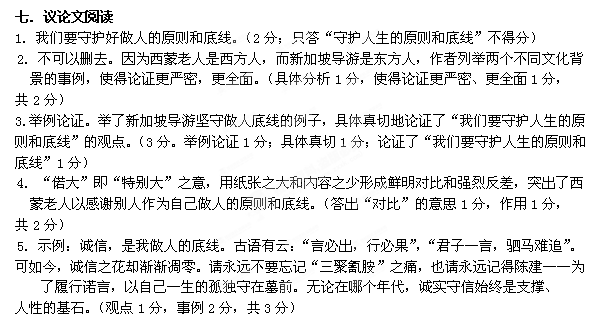 七．议论文阅读
1. 我们要守护好做人的原则和底线。（2 分；只答“守护人生的原则和底线”不得分）
2. 不可以删去。因为西蒙老人是西方人，而新加坡导游是东方人，作者列举两个不同文化背
景的事例，使得论证更严密，更全面。（具体分析 1 分，使得论证更严密、更全面 1 分，
共 2 分）
3.举例论证。举了新加坡导游坚守做人底线的例子，具体真切地论证了“我们要守护人生的原
则和底线”的观点。（3 分。举例论证 1 分；具体真切 1 分；论证了“我们要守护人生的原则和
底线”1 分）
4. “偌大”即“特别大”之意，用纸张之大和内容之少形成鲜明对比和强烈反差，突出了西
蒙老人以感谢别人作为自己做人的原则和底线。（答出“对比”的意思 1 分，作用 1 分，
共 2 分）
5. 示例：诚信，是我做人的底线。古语有云：“言必出，行必果”，“君子一言，驷马难追”。
可如今，诚信之花却渐渐凋零。请永远不要忘记“三聚氰胺”之痛，也请永远记得陈建一一为
了履行诺言，以自己一生的孤独守在墓前。无论在哪个年代，诚实守信始终是支撑、
人性的基石。（观点 1 分，事例 2 分，共 3 分）